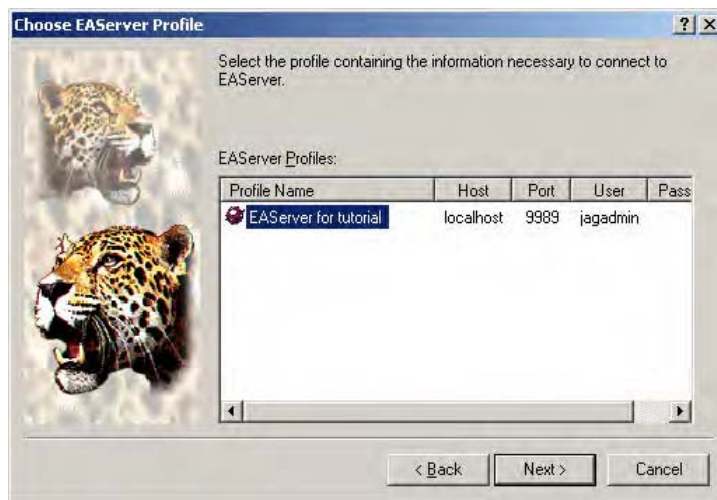 Choose EAServer Profile
Select the profile containing the information necessary to connect to
EAServer.
EAServer Profiles:
Profile Name Host Port User Pass
EAServer for tutorial localhost 9989 jagadmin
< Back Next > Cancel